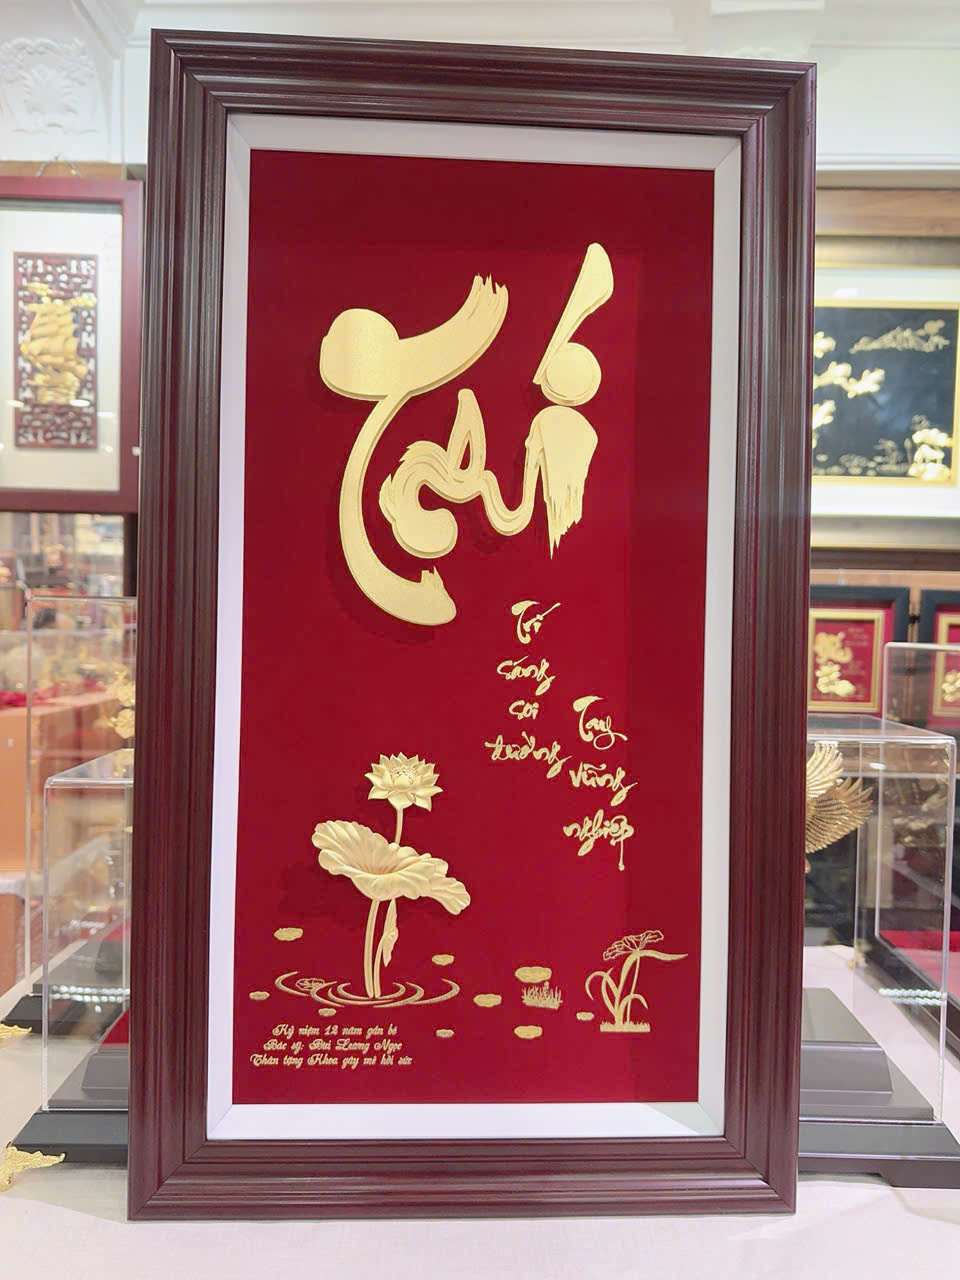 Trí
Trí
sáng
soi
đường
Tay
vững
nghiệp
Kỷ niệm 12 năm gắn bó
Bác sỹ: Bùi Lương Ngọc
Thân tặng Khoa gây mê hồi sức